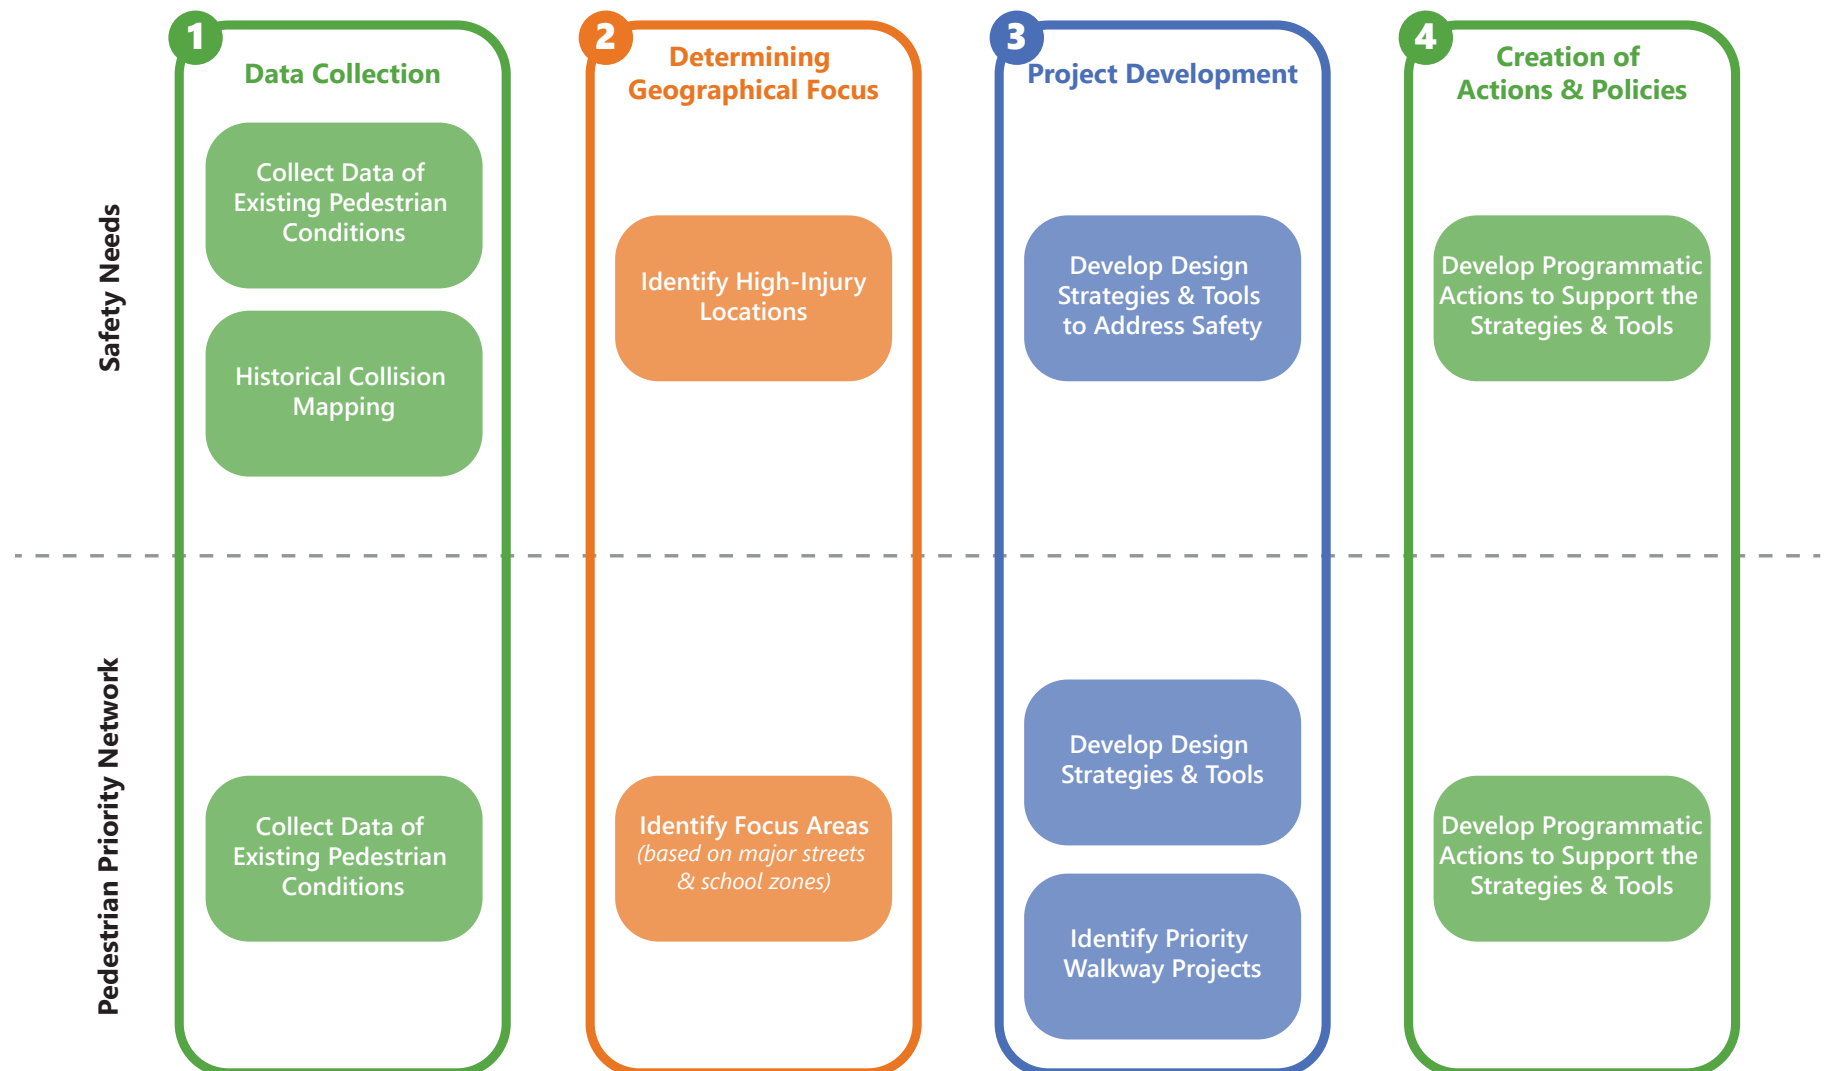 1
Data Collection
2
Determining
Geographical Focus
3
Project Development
4
Creation of
Actions & Policies
Safety Needs
Collect Data of
Existing Pedestrian
Conditions
Historical Collision
Mapping
Identify High-Injury
Locations
Develop Design
Strategies & Tools
to Address Safety
Develop Programmatic
Actions to Support the
Strategies & Tools
Pedestrian Priority Network
Collect Data of
Existing Pedestrian
Conditions
Identify Focus Areas
(based on major streets
& school zones)
Develop Design
Strategies & Tools
Identify Priority
Walkway Projects
Develop Programmatic
Actions to Support the
Strategies & Tools